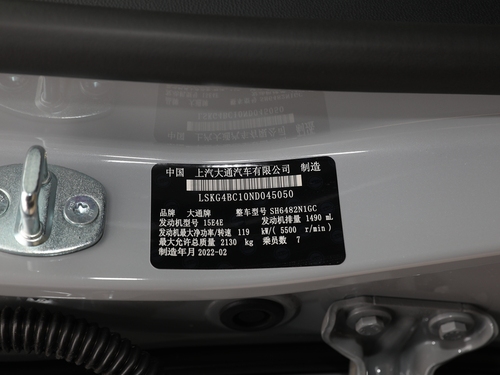 中国 上汽大通汽车有限公司 制造
LSKG4BC10ND045050
品牌 大通牌 整车型号 SH6482N1GC
发动机型号 15E4E 发动机排量 1490 mL
发动机最大净功率/转速 119 kW/( 5500 r/min)
最大允许总质量 2130 kg 乘员数 7
制造年月 2022-02